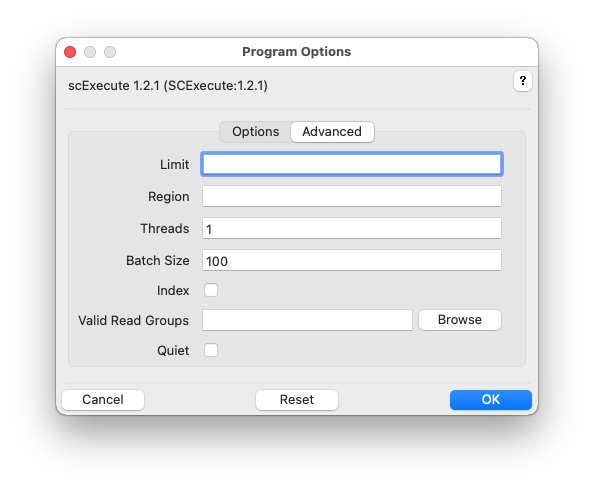 Program Options
scExecute 1.2.1 (SCExecute:1.2.1)
?
Options Advanced
Limit
Region
Threads 1
Batch Size 100
Index
Valid Read Groups Browse
Quiet
Cancel Reset OK